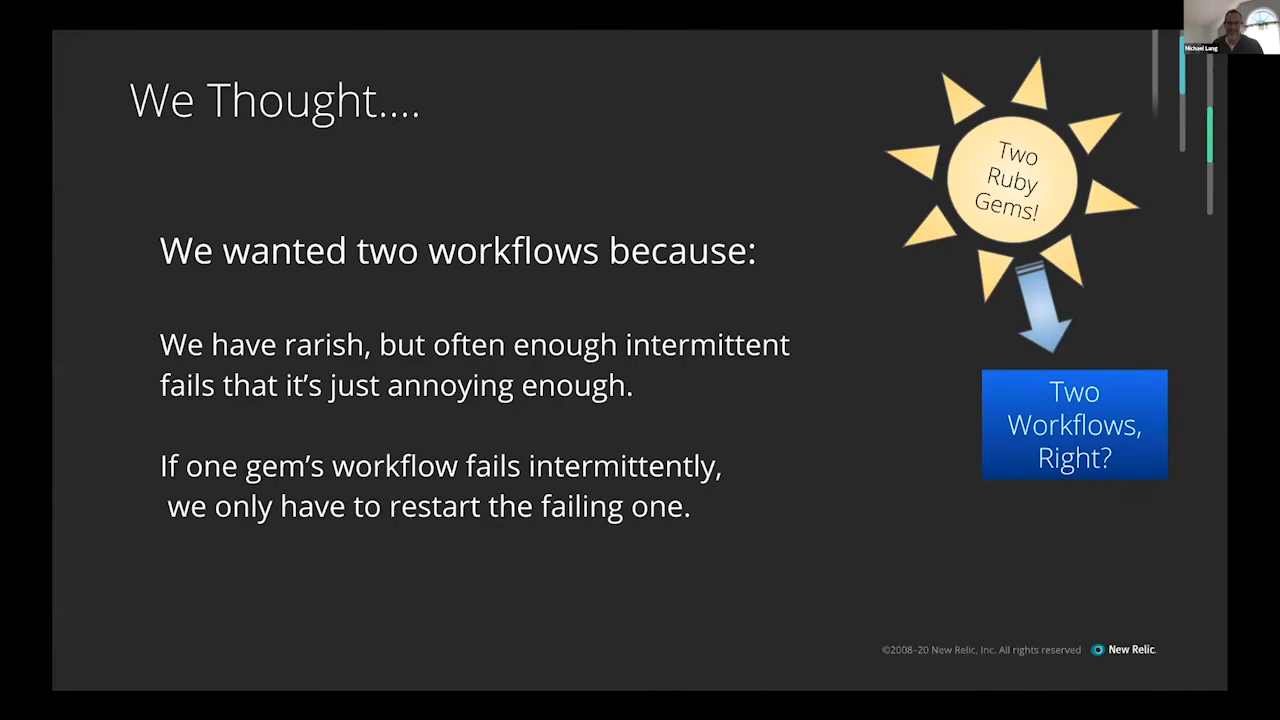 We Thought....
Two
Ruby
Gems!
We wanted two workflows because:
We have rarish, but often enough intermittent
fails that it’s just annoying enough.
If one gem’s workflow fails intermittently,
we only have to restart the failing one.
Two
Workflows,
Right?
©2008–20 New Relic, Inc. All rights reserved
New Relic.
Michael Lang